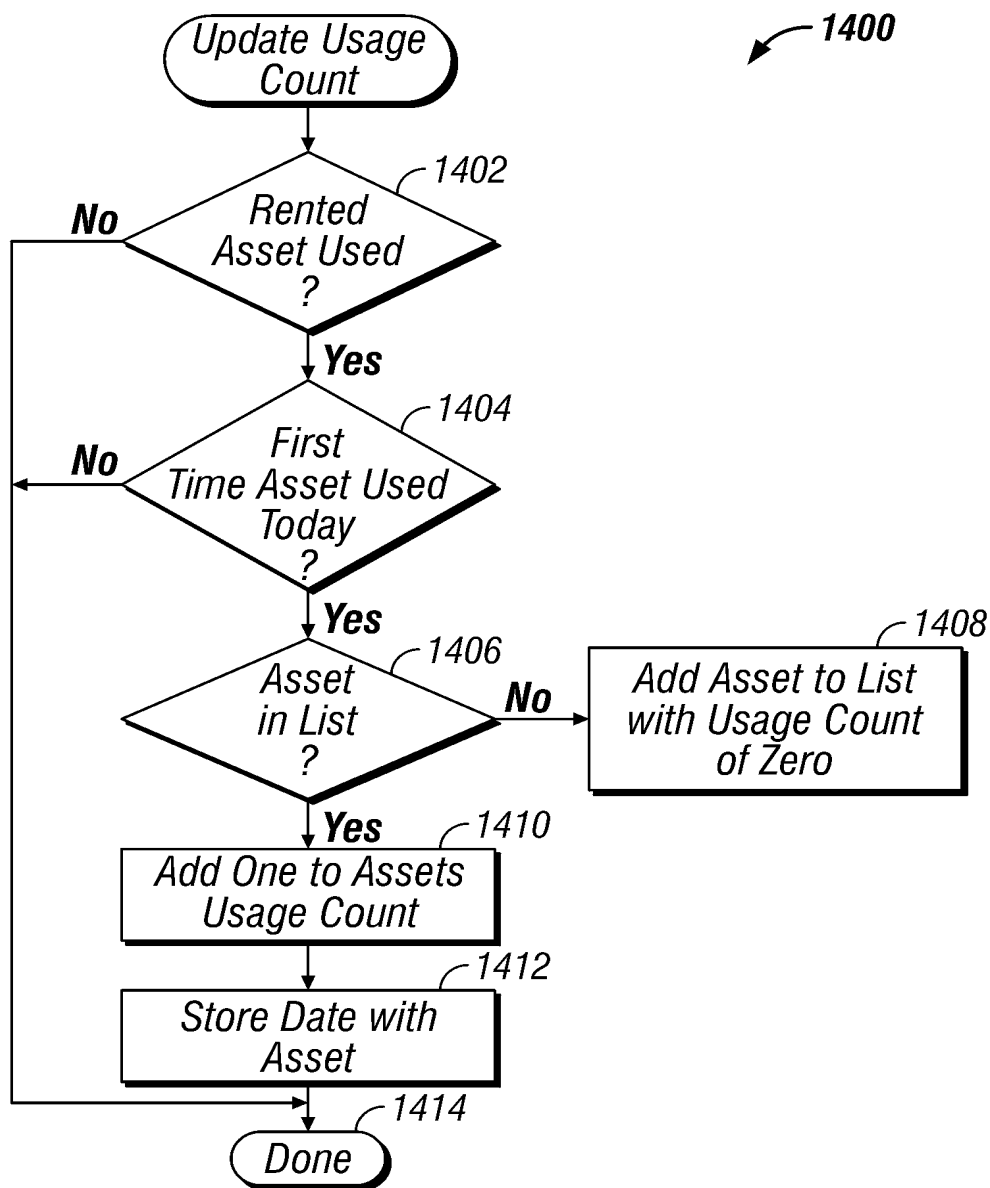 Update Usage
Count
1400
1402
Rented
Asset Used
?
No
Yes
1404
First
Time Asset Used
Today
?
No
Yes
1406
Asset
in List
?
No
1408
Add Asset to List
with Usage Count
of Zero
Yes
1410
Add One to Assets
Usage Count
1412
Store Date with
Asset
1414
Done